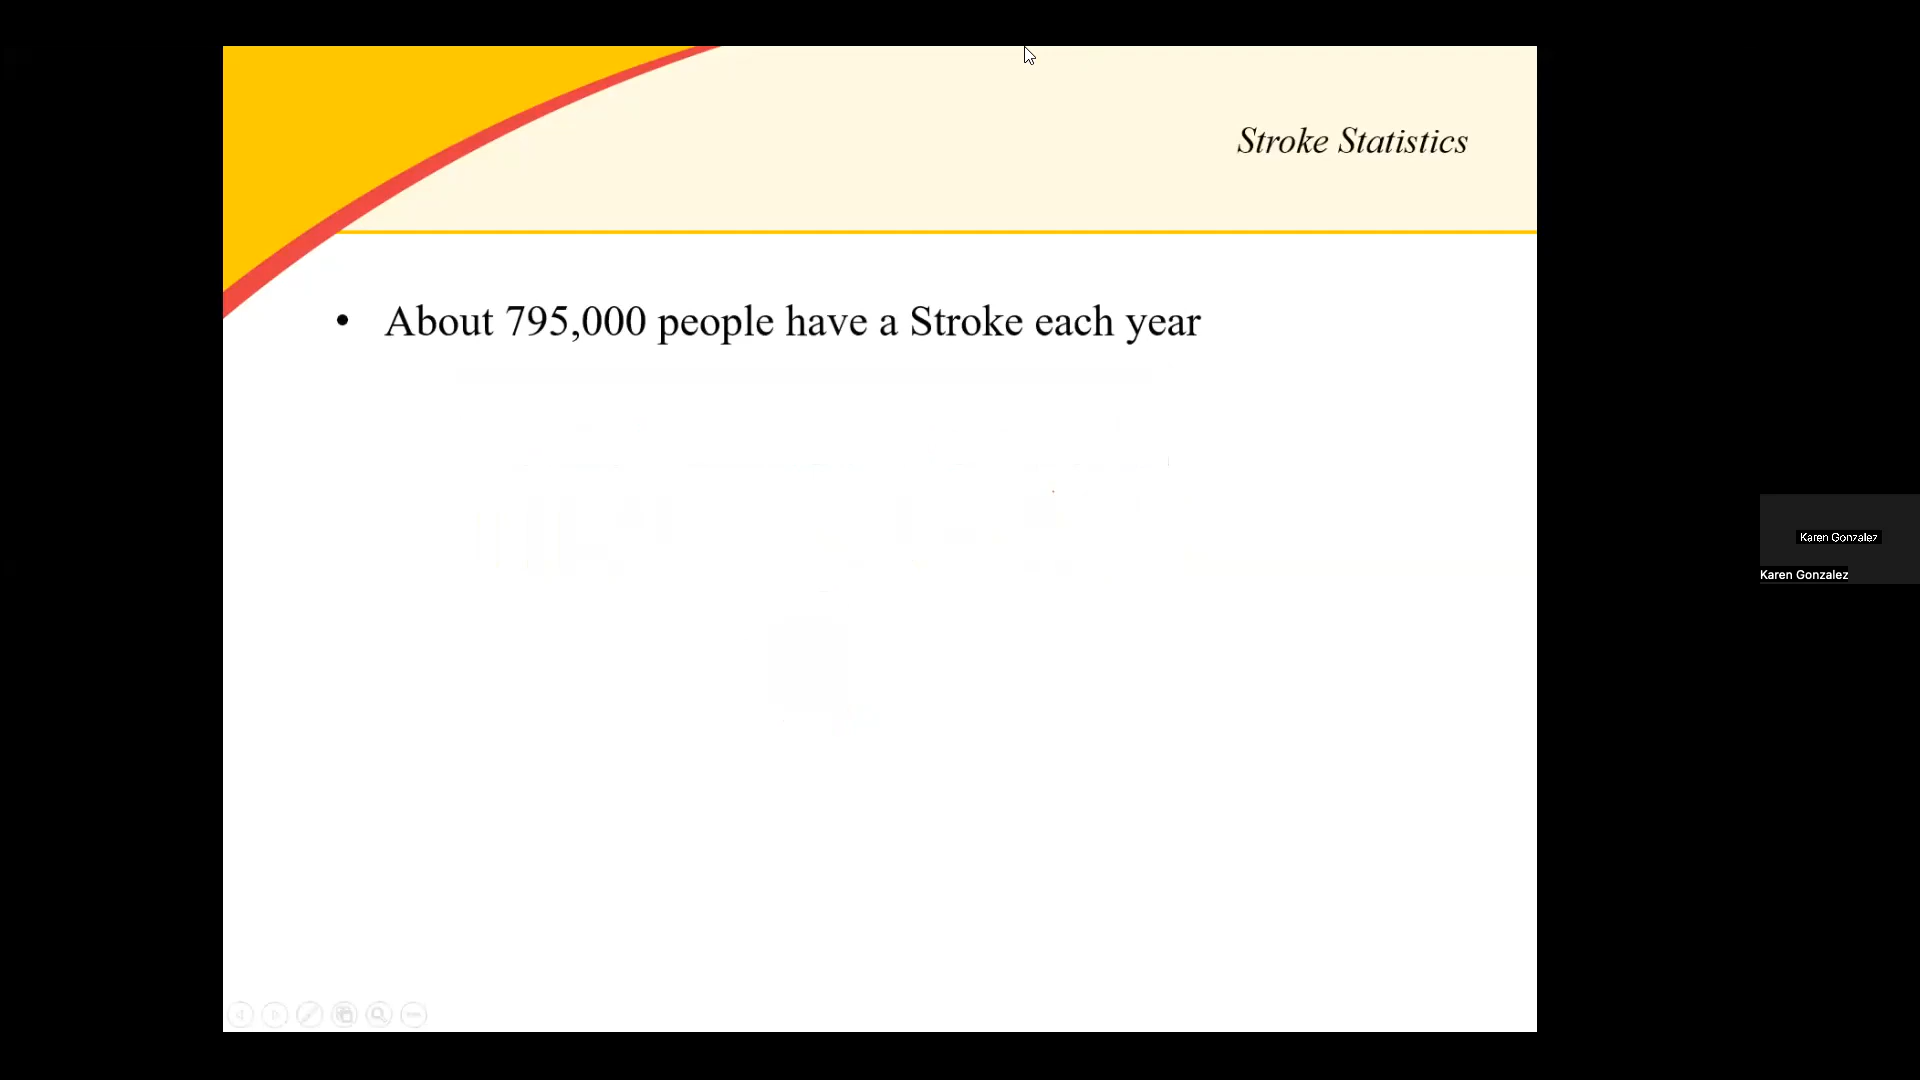 Stroke Statistics
• About 795,000 people have a Stroke each year
Karen Gonzalez
Karen Gonzalez